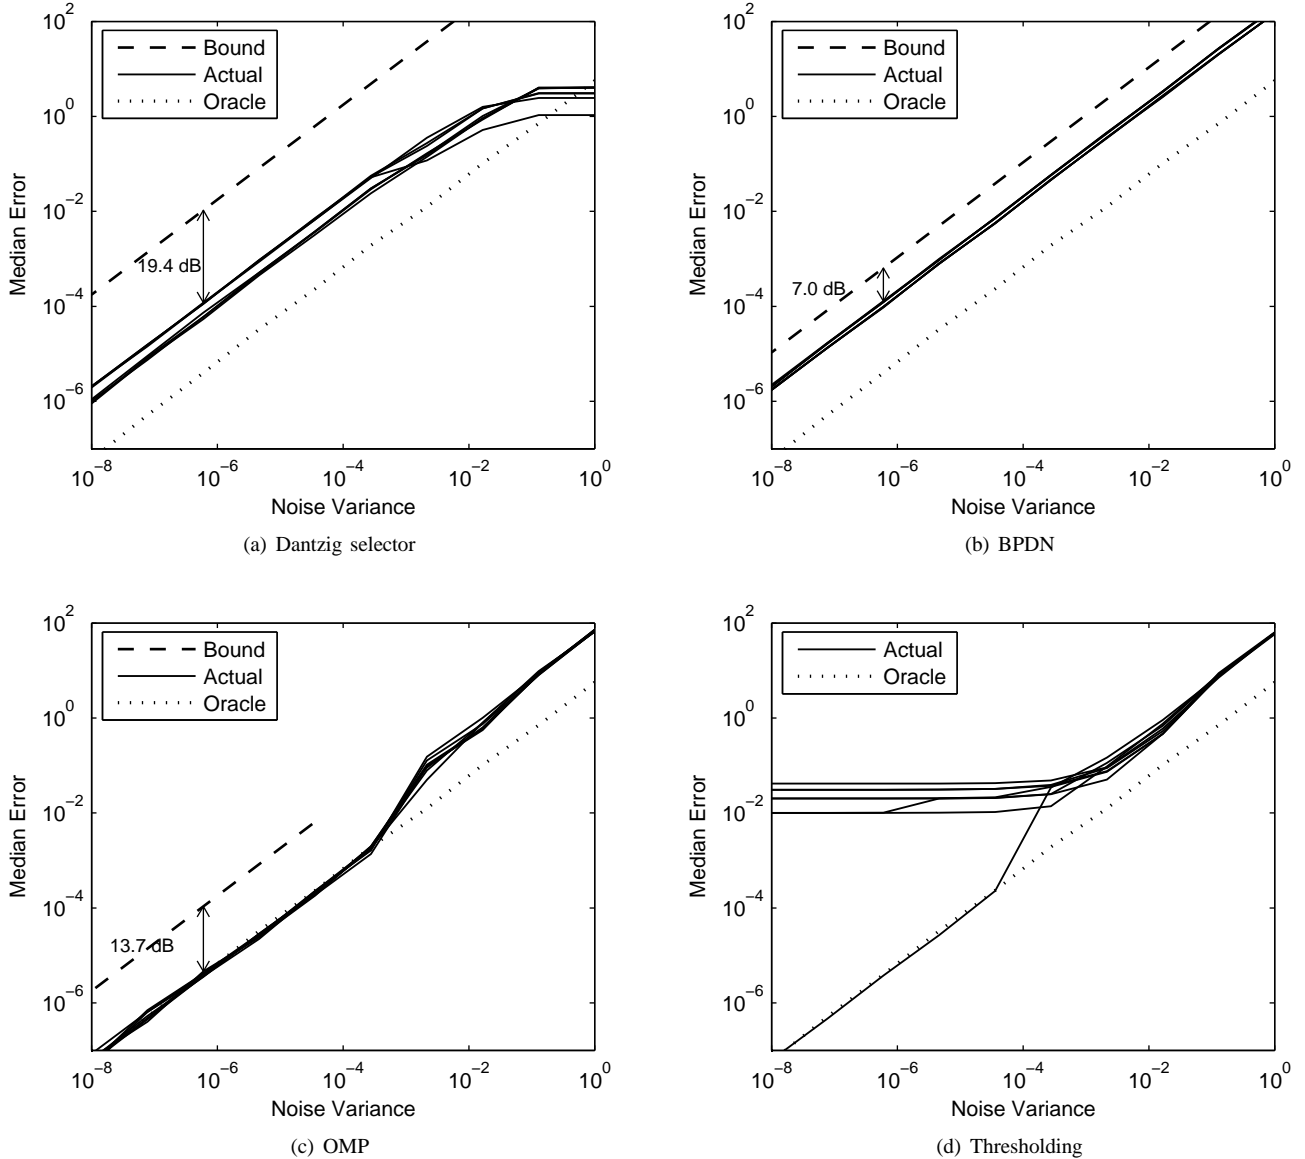 10^2
10^0
10^−2
10^−4
10^−6
Median Error
Bound
Actual
Oracle
19.4 dB
10^−8 10^−6 10^−4 10^−2 10^0
Noise Variance
(a) Dantzig selector
10^2
10^0
10^−2
10^−4
10^−6
Median Error
Bound
Actual
Oracle
7.0 dB
10^−8 10^−6 10^−4 10^−2 10^0
Noise Variance
(b) BPDN
10^2
10^0
10^−2
10^−4
10^−6
Median Error
Bound
Actual
Oracle
13.7 dB
10^−8 10^−6 10^−4 10^−2 10^0
Noise Variance
(c) OMP
10^2
10^0
10^−2
10^−4
10^−6
Median Error
Actual
Oracle
10^−8 10^−6 10^−4 10^−2 10^0
Noise Variance
(d) Thresholding